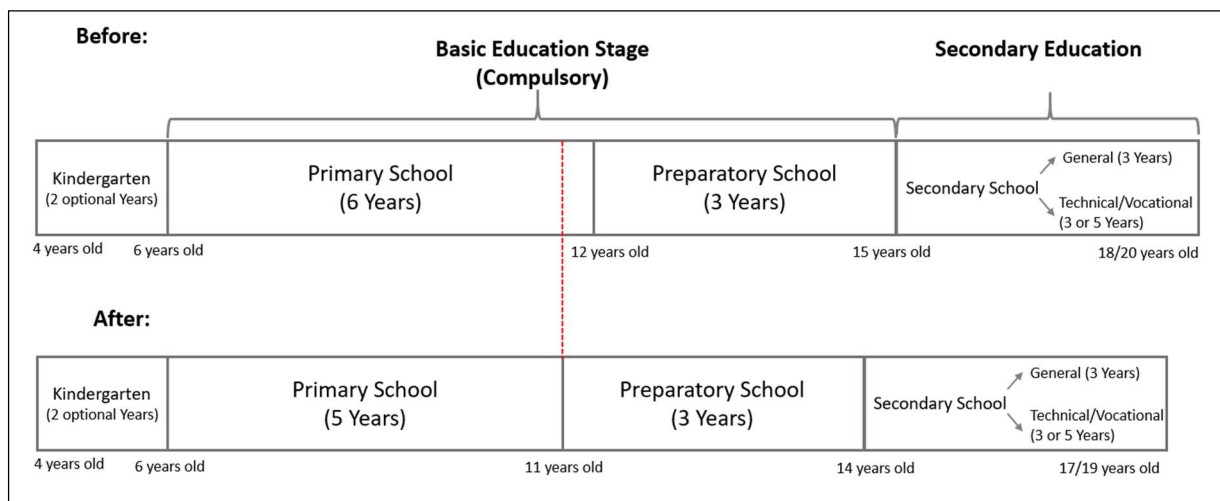 Before:
Basic Education Stage
(Compulsory)
Secondary Education
Kindergarten
(2 optional Years)
Primary School
(6 Years)
Preparatory School
(3 Years)
Secondary School
General (3 Years)
Technical/Vocational
(3 or 5 Years)
4 years old
6 years old
12 years old
15 years old
18/20 years old
After:
Kindergarten
(2 optional Years)
Primary School
(5 Years)
Preparatory School
(3 Years)
Secondary School
General (3 Years)
Technical/Vocational
(3 or 5 Years)
4 years old
6 years old
11 years old
14 years old
17/19 years old